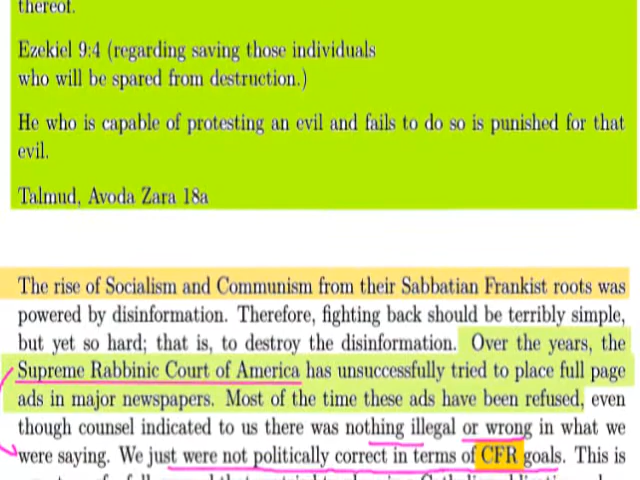 thereof.
Ezekiel 9:4 (regarding saving those individuals
who will be spared from destruction.)
He who is capable of protesting an evil and fails to do so is punished for that
evil.
Talmud, Avoda Zara 18a
The rise of Socialism and Communism from their Sabbatian Frankist roots was
powered by disinformation. Therefore, fighting back should be terribly simple,
but yet so hard; that is, to destroy the disinformation. Over the years, the
Supreme Rabbinic Court of America has unsuccessfully tried to place full page
ads in major newspapers. Most of the time these ads have been refused, even
though counsel indicated to us there was nothing illegal or wrong in what we
were saying. We just were not politically correct in terms of CFR goals. This is